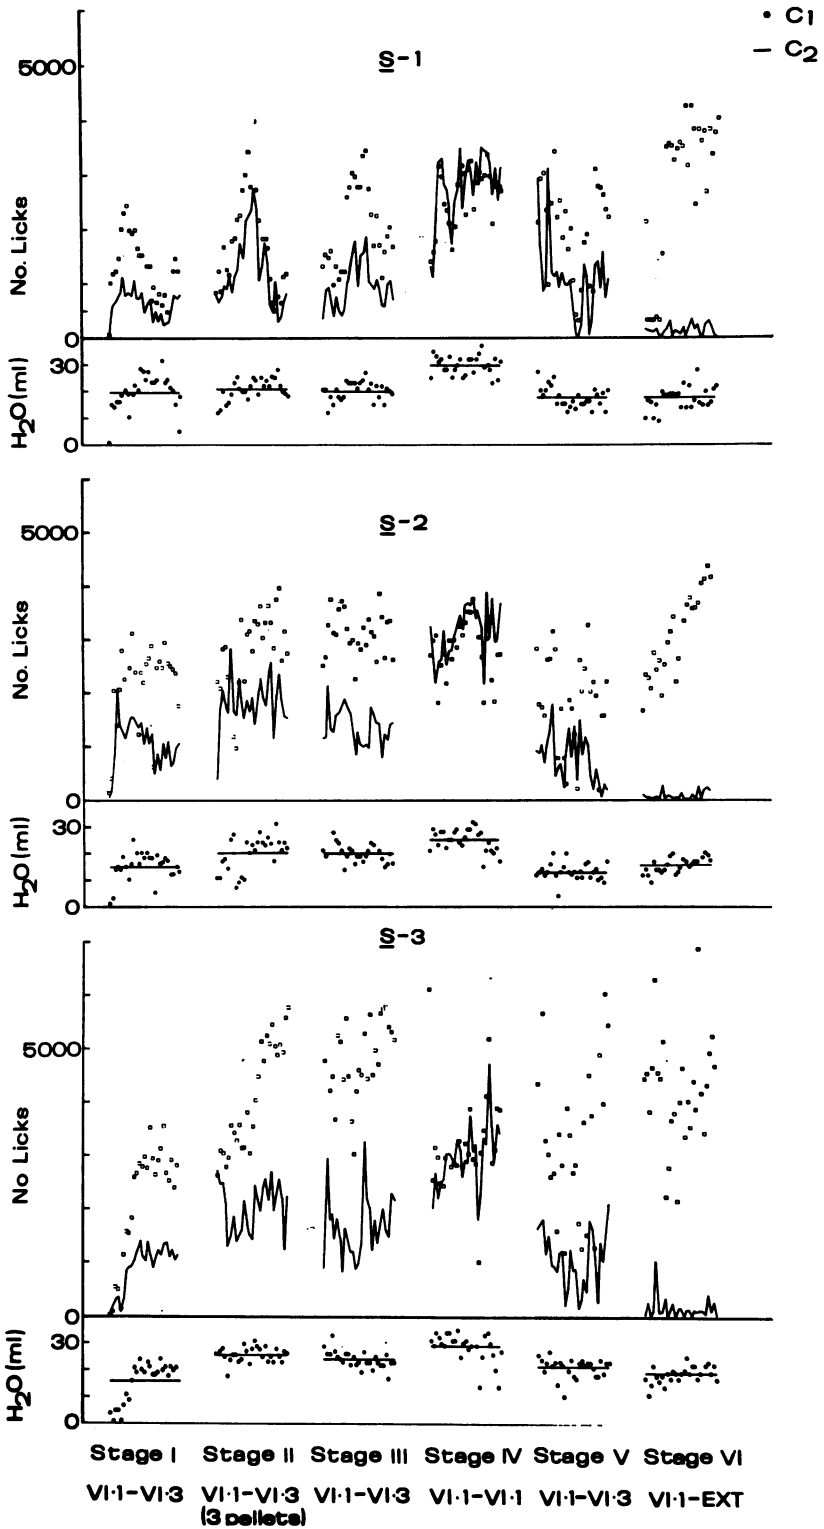 • C1
— C2
S-1
5000
No. Licks
0
30
H2O (ml)
0
S-2
5000
No. Licks
0
30
H2O (ml)
0
S-3
5000
No Licks
0
30
H2O (ml)
0
Stage I Stage II Stage III Stage IV Stage V Stage VI
VI·1-VI·3 VI·1-VI·3 VI·1-VI·3 VI·1-VI·1 VI·1-VI·3 VI·1-EXT
(3 pellets)